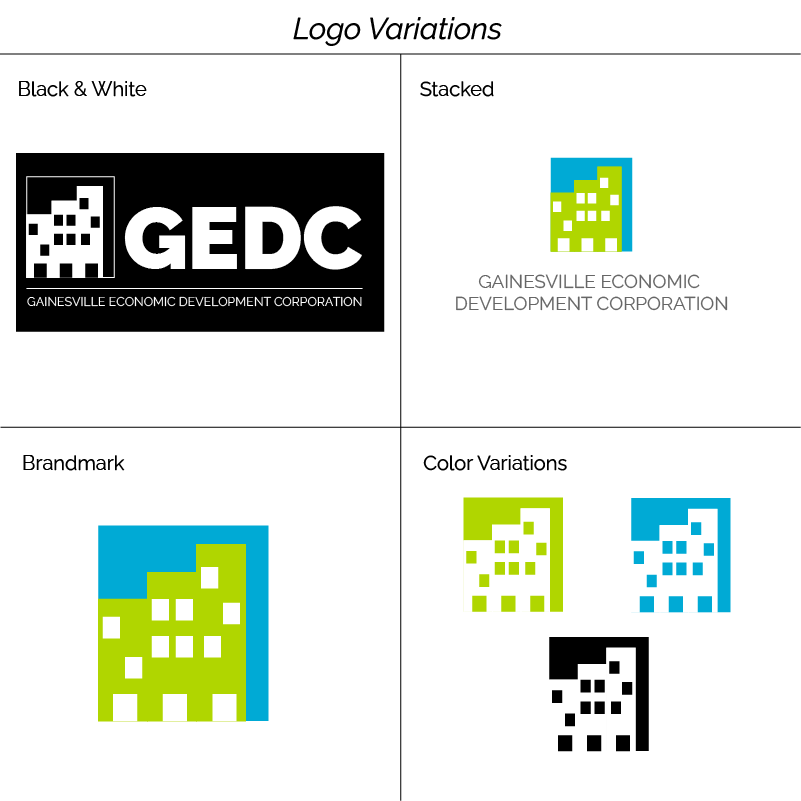 Logo Variations
Black & White
GEDC
GAINESVILLE ECONOMIC DEVELOPMENT CORPORATION
Stacked
GAINESVILLE ECONOMIC
DEVELOPMENT CORPORATION
Brandmark
Color Variations